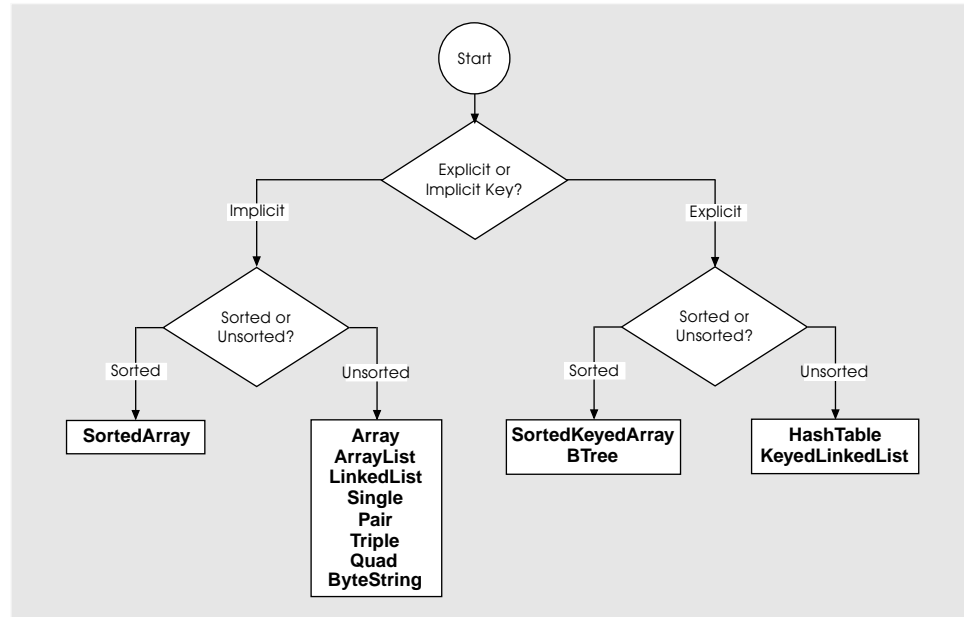 Start
Explicit or
Implicit Key?
Implicit
Explicit
Sorted or
Unsorted?
Sorted or
Unsorted?
Sorted
Unsorted
Sorted
Unsorted
SortedArray
Array
ArrayList
LinkedList
Single
Pair
Triple
Quad
ByteString
SortedKeyedArray
BTree
HashTable
KeyedLinkedList